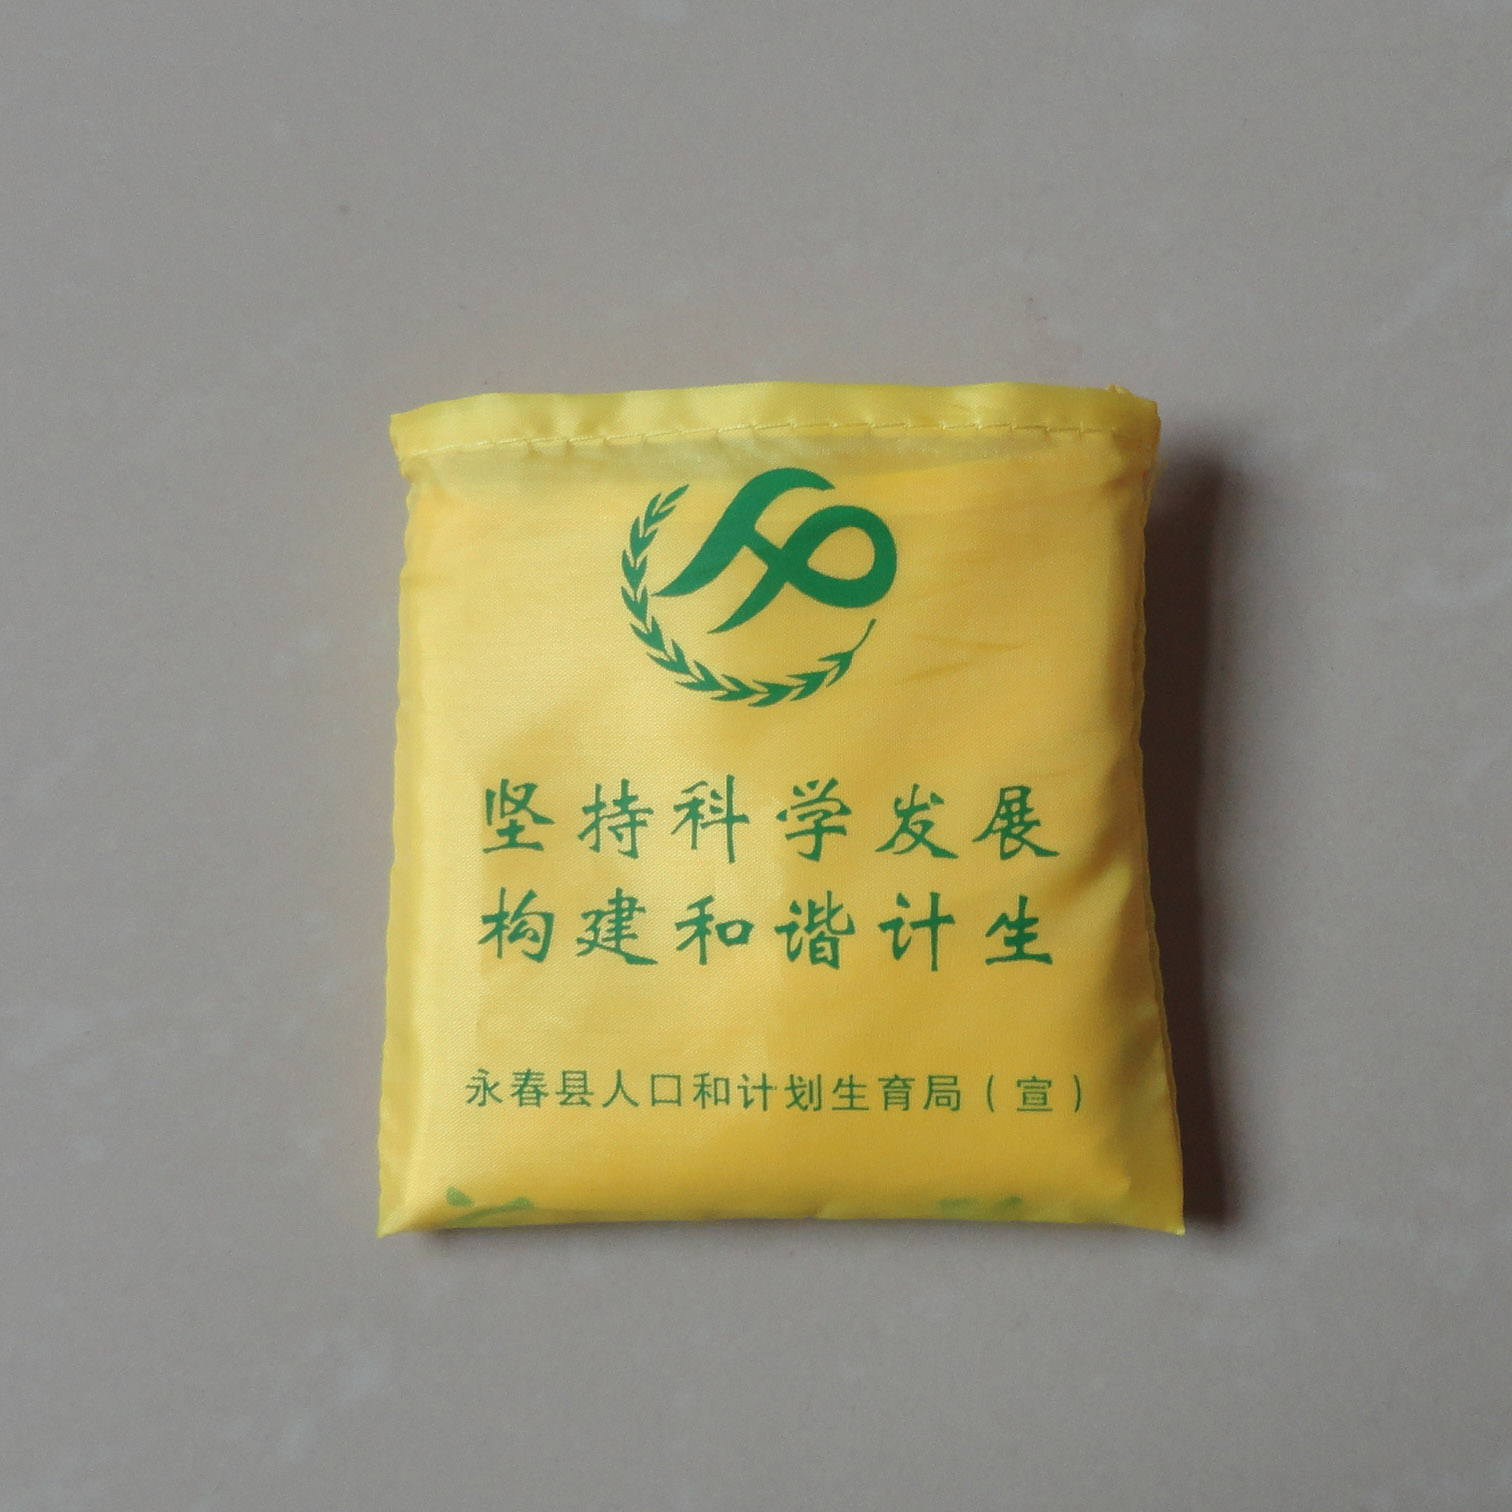 坚持科学发展
构建和谐计生
永春县人口和计划生育局（宣）